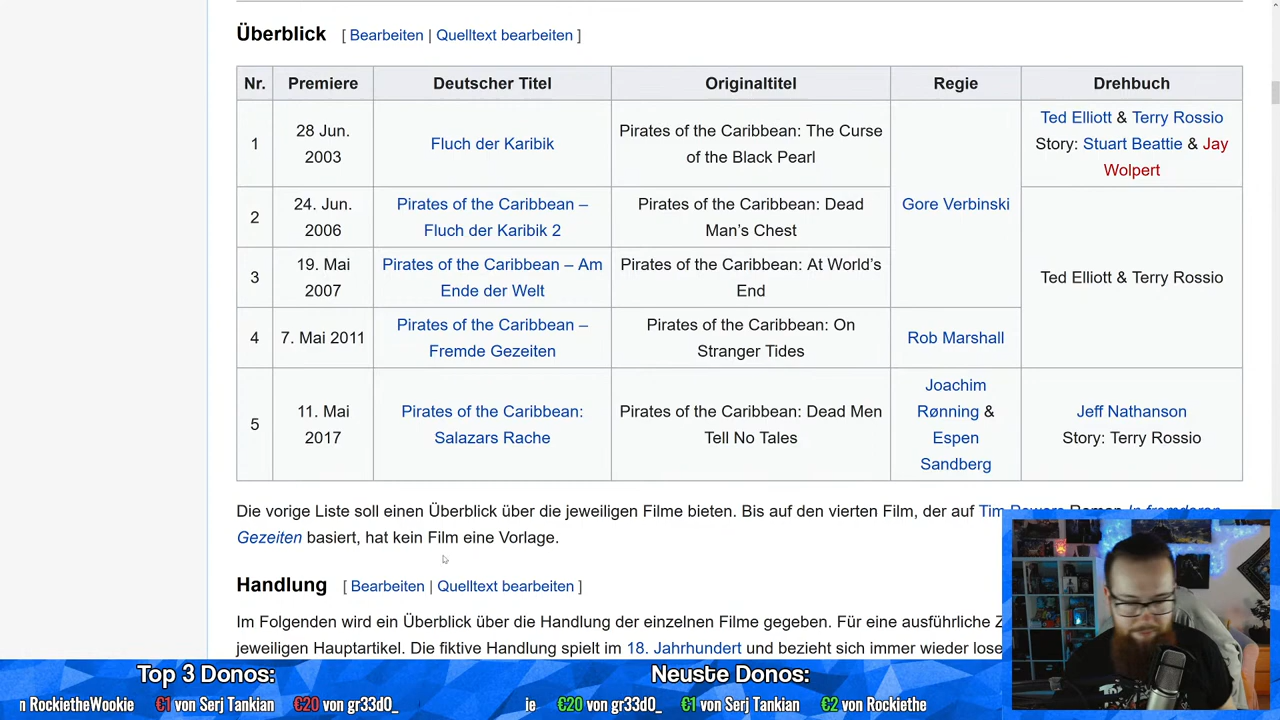 Überblick [ Bearbeiten | Quelltext bearbeiten ]
Nr. Premiere Deutscher Titel Originaltitel Regie Drehbuch
1
28 Jun.
2003
Fluch der Karibik
Pirates of the Caribbean: The Curse
of the Black Pearl
Gore Verbinski
Ted Elliott & Terry Rossio
Story: Stuart Beattie & Jay
Wolpert
2
24. Jun.
2006
Pirates of the Caribbean –
Fluch der Karibik 2
Pirates of the Caribbean: Dead
Man’s Chest
Ted Elliott & Terry Rossio
3
19. Mai
2007
Pirates of the Caribbean – Am
Ende der Welt
Pirates of the Caribbean: At World’s
End
4
7. Mai 2011
Pirates of the Caribbean –
Fremde Gezeiten
Pirates of the Caribbean: On
Stranger Tides
Rob Marshall
5
11. Mai
2017
Pirates of the Caribbean:
Salazars Rache
Pirates of the Caribbean: Dead Men
Tell No Tales
Joachim
Rønning &
Espen
Sandberg
Jeff Nathanson
Story: Terry Rossio
Die vorige Liste soll einen Überblick über die jeweiligen Filme bieten. Bis auf den vierten Film, der auf Tim Powers Roman In fremderen
Gezeiten basiert, hat kein Film eine Vorlage.
Handlung [ Bearbeiten | Quelltext bearbeiten ]
Im Folgenden wird ein Überblick über die Handlung der einzelnen Filme gegeben. Für eine ausführliche Z
jeweiligen Hauptartikel. Die fiktive Handlung spielt im 18. Jahrhundert und bezieht sich immer wieder lose
Top 3 Donos:
n RockietheWookie €1 von Serj Tankian €20 von gr33d0_
Neuste Donos:
ie €20 von gr33d0_ €1 von Serj Tankian €2 von Rockiethe